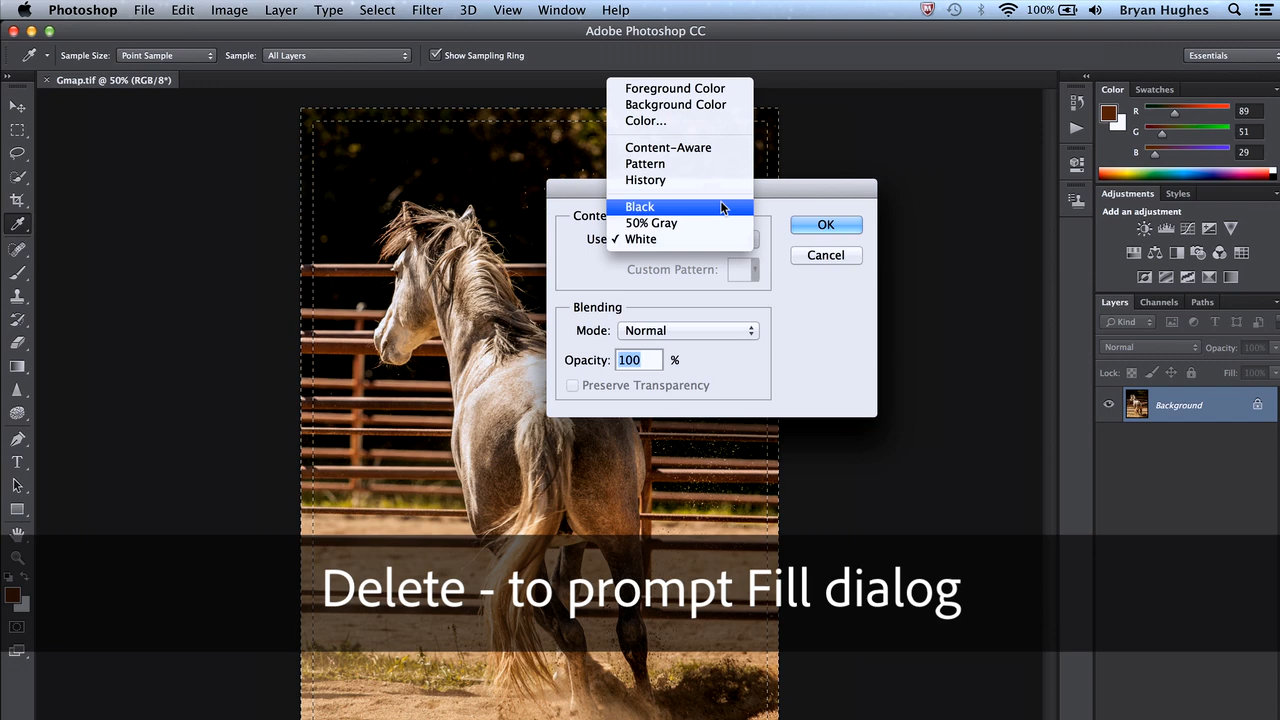 Photoshop File Edit Image Layer Type Select Filter 3D View Window Help 100% Bryan Hughes
Adobe Photoshop CC
Sample Size: Point Sample Sample: All Layers Show Sampling Ring Essentials
Gmap.tif @ 50% (RGB/8*)
Foreground Color
Background Color
Color...
Content-Aware
Pattern
History
Black
50% Gray
White
Conte
Use
Custom Pattern:
OK
Cancel
Blending
Mode: Normal
Opacity: 100 %
Preserve Transparency
Color Swatches
R 89
G 51
B 29
Adjustments Styles
Add an adjustment
Layers Channels Paths
Kind
Normal Opacity: 100%
Lock: Fill: 100%
Background
Delete - to prompt Fill dialog